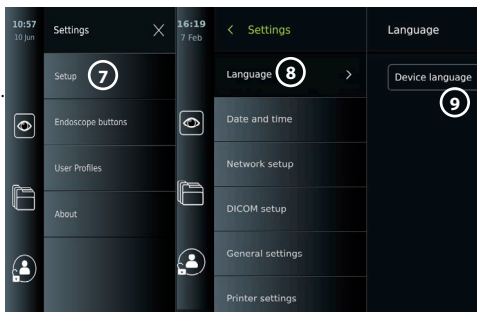 10:57
10 Jun
Settings
Setup
7
Endoscope buttons
User Profiles
About
16:19
7 Feb
< Settings
Language
8
>
Date and time
Network setup
DICOM setup
General settings
Printer settings
Language
Device language
9